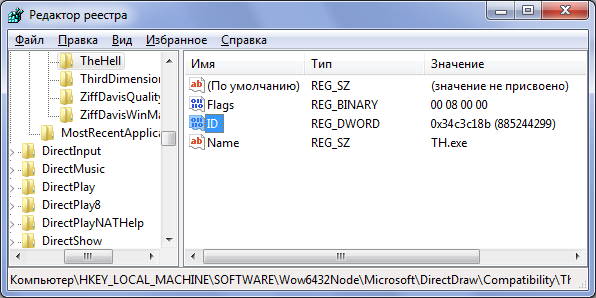 Редактор реестра
Файл Правка Вид Избранное Справка
TheHell
ThirdDimension
ZiffDavisQuality
ZiffDavisWinMa
MostRecentApplica
DirectInput
DirectMusic
DirectPlay
DirectPlay8
DirectPlayNATHelp
DirectShow
Имя Тип Значение
(По умолчанию) REG_SZ (значение не присвоено)
Flags REG_BINARY 00 08 00 00
ID REG_DWORD 0x34c3c18b (885244299)
Name REG_SZ TH.exe
Компьютер\HKEY_LOCAL_MACHINE\SOFTWARE\Wow6432Node\Microsoft\DirectDraw\Compatibility\Th